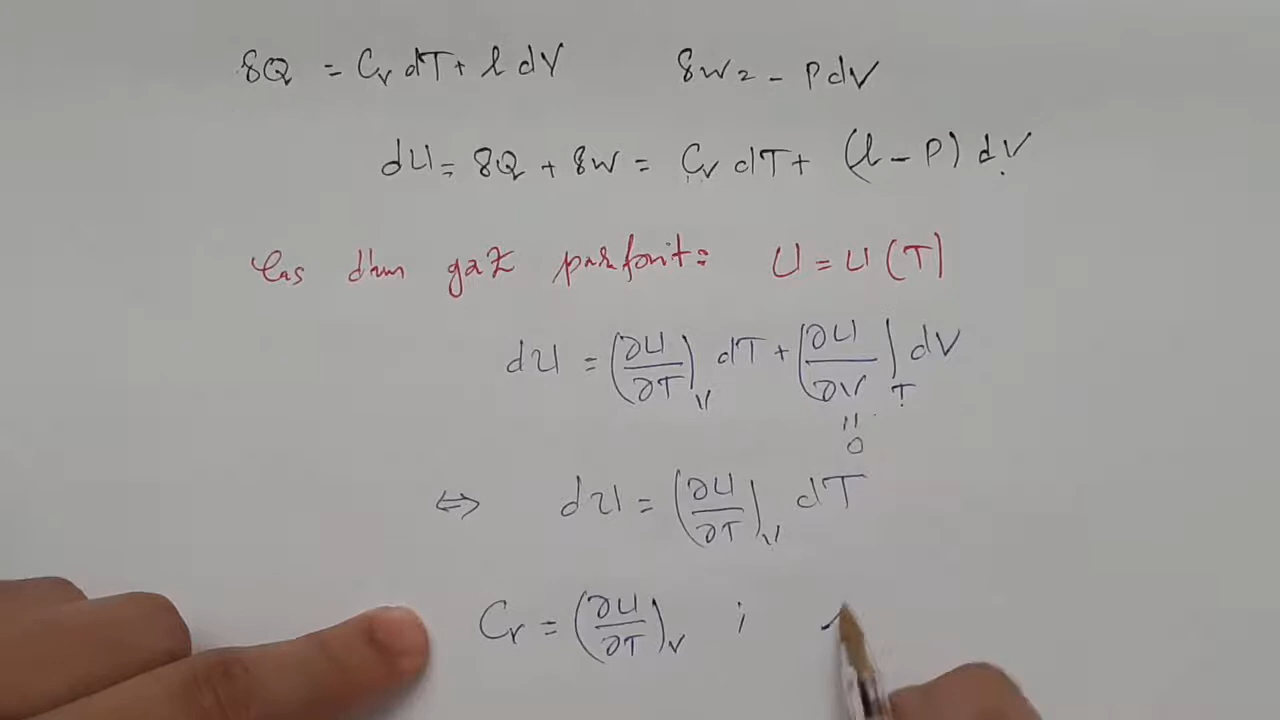 δQ = Cv dT + l dV δW = - PdV
dU = δQ + δW = Cv dT + (l - P) dV
Cas d'un gaz parfait: U = U(T)
dU = (∂U/∂T)V dT + (∂U/∂V)T dV
"
0
⇔ dU = (∂U/∂T)V dT
Cv = (∂U/∂T)V ;